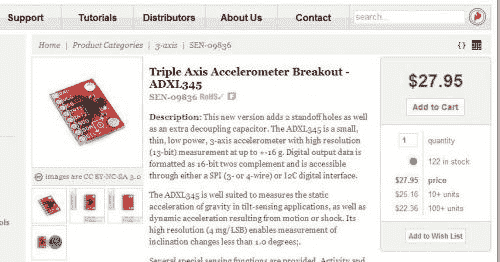 Support Tutorials Distributors About Us Contact search...
Home | Product Categories | 3-axis | SEN-09836 {}
Triple Axis Accelerometer Breakout -
ADXL345
SEN-09836 RoHS✓
Description: This new version adds 2 standoff holes as well
as an extra decoupling capacitor. The ADXL345 is a small,
thin, low power, 3-axis accelerometer with high resolution
(13-bit) measurement at up to +-16 g. Digital output data is
formatted as 16-bit twos complement and is accessible
through either a SPI (3- or 4-wire) or I2C digital interface.
The ADXL345 is well suited to measures the static
acceleration of gravity in tilt-sensing applications, as well as
dynamic acceleration resulting from motion or shock. Its
high resolution (4 mg/LSB) enables measurement of
inclination changes less than 1.0 degrees;.
Several special sensing functions are provided. Activity and
images are CC BY-NC-SA 3.0
ols
$27.95
Add to Cart
1 quantity
122 in stock
$27.95 price
$25.16 10+ units
$22.36 100+ units
Add to Wish List